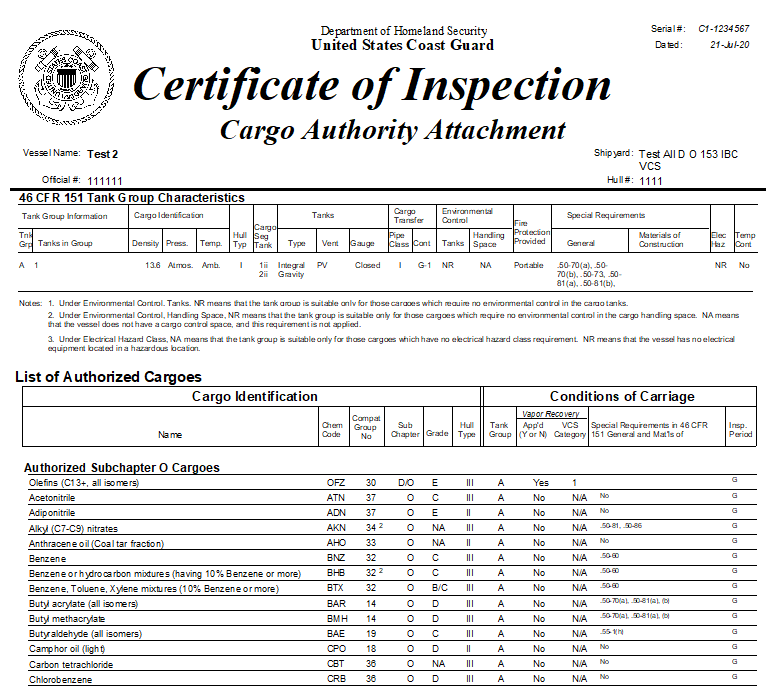 Department of Homeland Security
United States Coast Guard
Serial #: C1-1234567
Dated: 21-Jul-20
Certificate of Inspection
Cargo Authority Attachment
Vessel Name: Test 2
Shipyard: Test All D O 153 IBC VCS
Official #: 111111
Hull #: 1111
46 CFR 151 Tank Group Characteristics
Tank Group Information Cargo Identification Tanks Cargo Transfer Environmental Control Special Requirements
Tnk Grp Tanks in Group Density Press. Temp. Hull Typ Cargo Seg Tank Type Vent Gauge Pipe Class Cont Tanks Handling Space Fire Protection Provided General Materials of Construction Elec Haz Temp Cont
A 1 13.6 Atmos. Amb. I 1ii 2ii Integral Gravity PV Closed I G-1 NR NA Portable .50-70(a), .50-70(b), .50-73, .50-81(a), .50-81(b), NR No
Notes: 1. Under Environmental Control. Tanks. NR means that the tank group is suitable only for those cargoes which require no environmental control in the cargo tanks.
2. Under Environmental Control, Handling Space, NR means that the tank group is suitable only for those cargoes which require no environmental control in the cargo handling space. NA means
that the vessel does not have a cargo control space, and this requirement is not applied.
3. Under Electrical Hazard Class, NA means that the tank group is suitable only for those cargoes which have no electrical hazard class requirement. NR means that the vessel has no electrical
equipment located in a hazardous location.
List of Authorized Cargoes
Cargo Identification Conditions of Carriage
Name Chem Code Compat Group No Sub Chapter Grade Hull Type Tank Group Vapor Recovery App'd (Y or N) VCS Category Special Requirements in 46 CFR 151 General and Mat'ls of Insp. Period
Authorized Subchapter O Cargoes
Olefins (C13+, all isomers) OFZ 30 D/O E III A Yes 1 G
Acetonitrile ATN 37 O C III A No N/A No G
Adiponitrile ADN 37 O E II A No N/A No G
Alkyl (C7-C9) nitrates AKN 34 2 O NA III A No N/A .50-81, .50-86 G
Anthracene oil (Coal tar fraction) AHO 33 O NA II A No N/A No G
Benzene BNZ 32 O C III A No N/A .50-60 G
Benzene or hydrocarbon mixtures (having 10% Benzene or more) BHB 32 2 O C III A No N/A .50-60 G
Benzene, Toluene, Xylene mixtures (10% Benzene or more) BTX 32 O B/C III A No N/A .50-60 G
Butyl acrylate (all isomers) BAR 14 O D III A No N/A .50-70(a), .50-81(a), (b) G
Butyl methacrylate BMH 14 O D III A No N/A .50-70(a), .50-81(a), (b) G
Butyraldehyde (all isomers) BAE 19 O C III A No N/A .55-1(h) G
Camphor oil (light) CPO 18 O D II A No N/A No G
Carbon tetrachloride CBT 36 O NA III A No N/A No G
Chlorobenzene CRB 36 O D III A No N/A No G